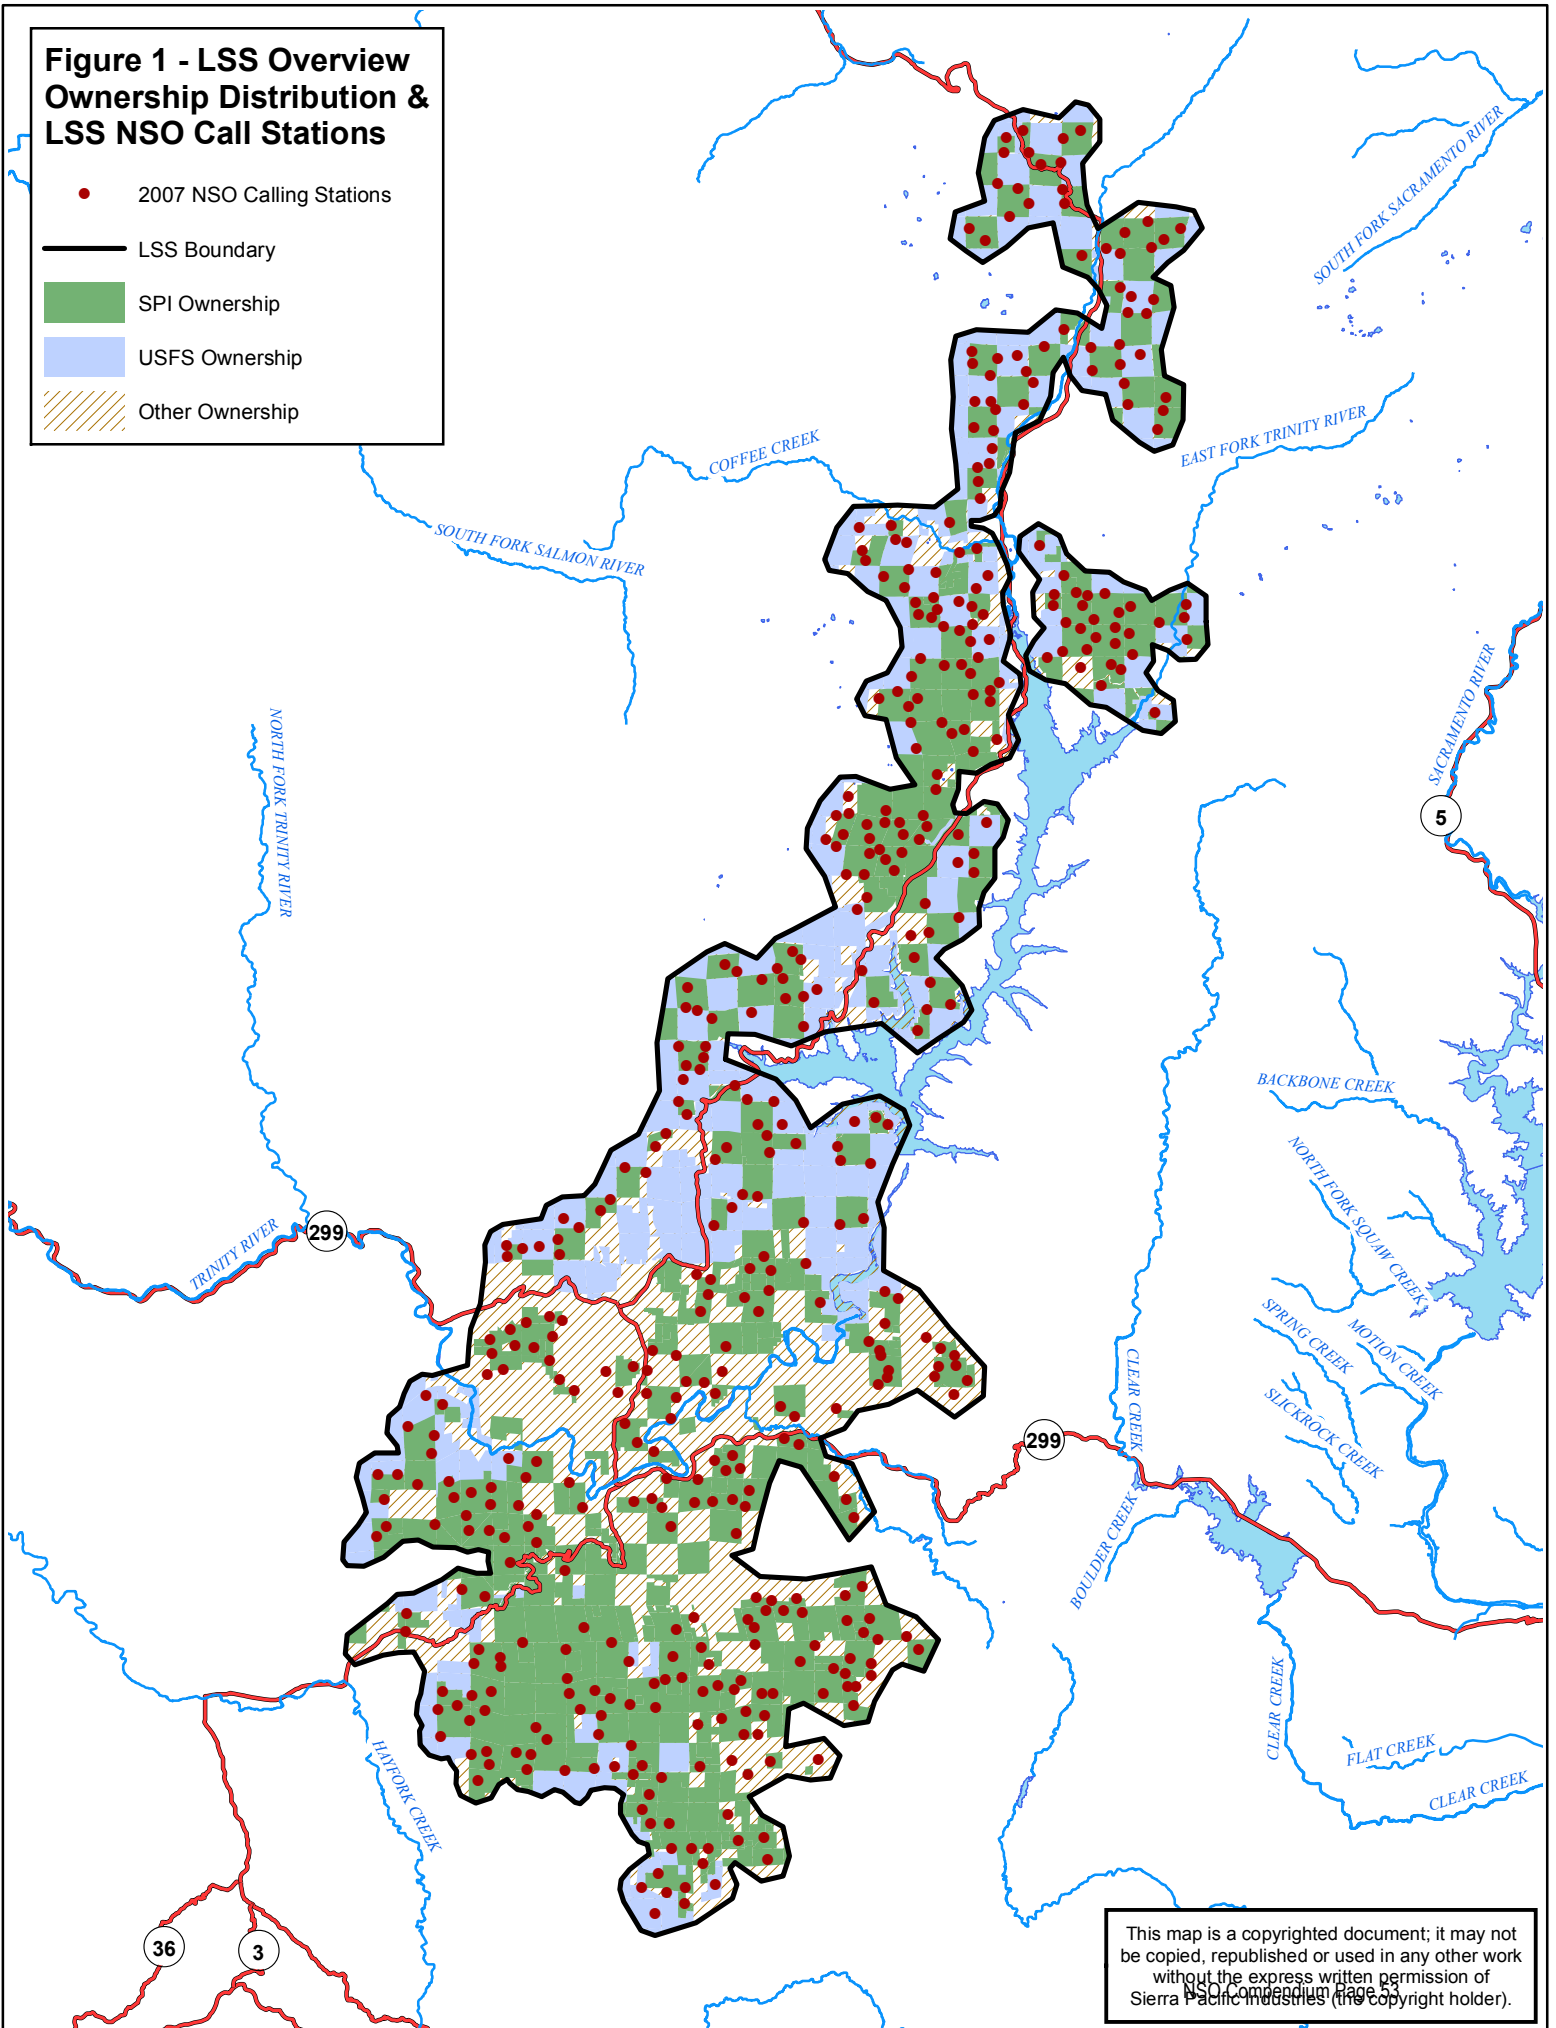 Figure 1 - LSS Overview
Ownership Distribution &
LSS NSO Call Stations
2007 NSO Calling Stations
LSS Boundary
SPI Ownership
USFS Ownership
Other Ownership
SOUTH FORK SACRAMENTO RIVER
EAST FORK TRINITY RIVER
COFFEE CREEK
SOUTH FORK SALMON RIVER
SACRAMENTO RIVER
NORTH FORK TRINITY RIVER
5
BACKBONE CREEK
NORTH FORK SQUAW CREEK
TRINITY RIVER
299
SPRING CREEK
MOTION CREEK
CLEAR CREEK
SLICKROCK CREEK
299
BOULDER CREEK
CLEAR CREEK
HAYFORK CREEK
FLAT CREEK
CLEAR CREEK
36
3
This map is a copyrighted document; it may not
be copied, republished or used in any other work
without the express written permission of
NSO Compendium Page 53
Sierra Pacific Industries (the copyright holder).